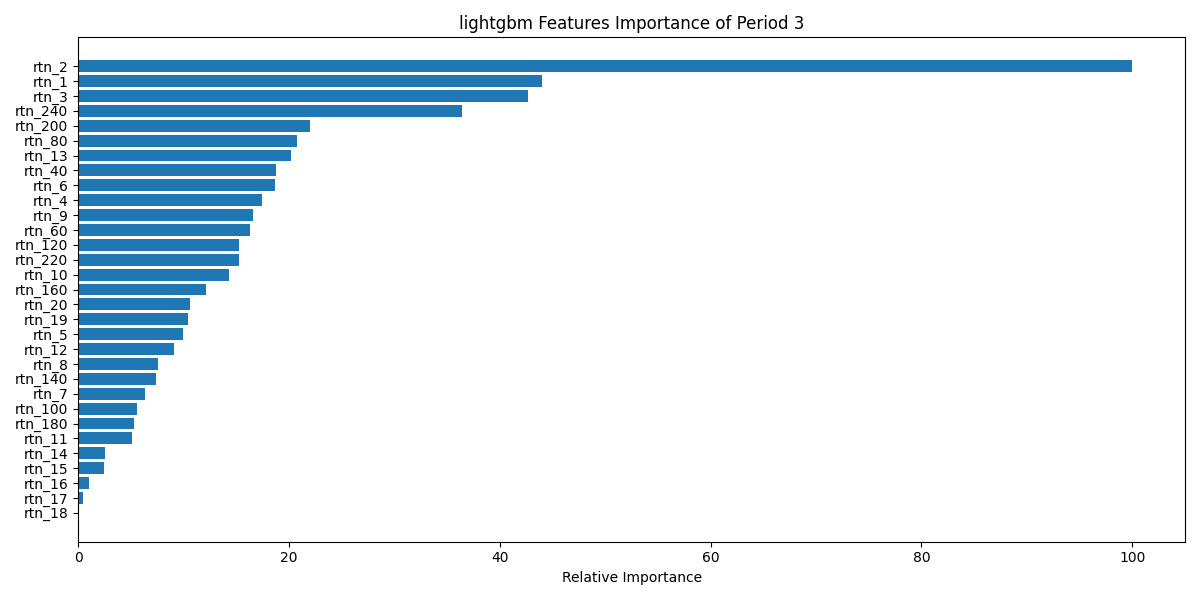 lightgbm Features Importance of Period 3
rtn_2
rtn_1
rtn_3
rtn_240
rtn_200
rtn_80
rtn_13
rtn_40
rtn_6
rtn_4
rtn_9
rtn_60
rtn_120
rtn_220
rtn_10
rtn_160
rtn_20
rtn_19
rtn_5
rtn_12
rtn_8
rtn_140
rtn_7
rtn_100
rtn_180
rtn_11
rtn_14
rtn_15
rtn_16
rtn_17
rtn_18
0 20 40 60 80 100
Relative Importance